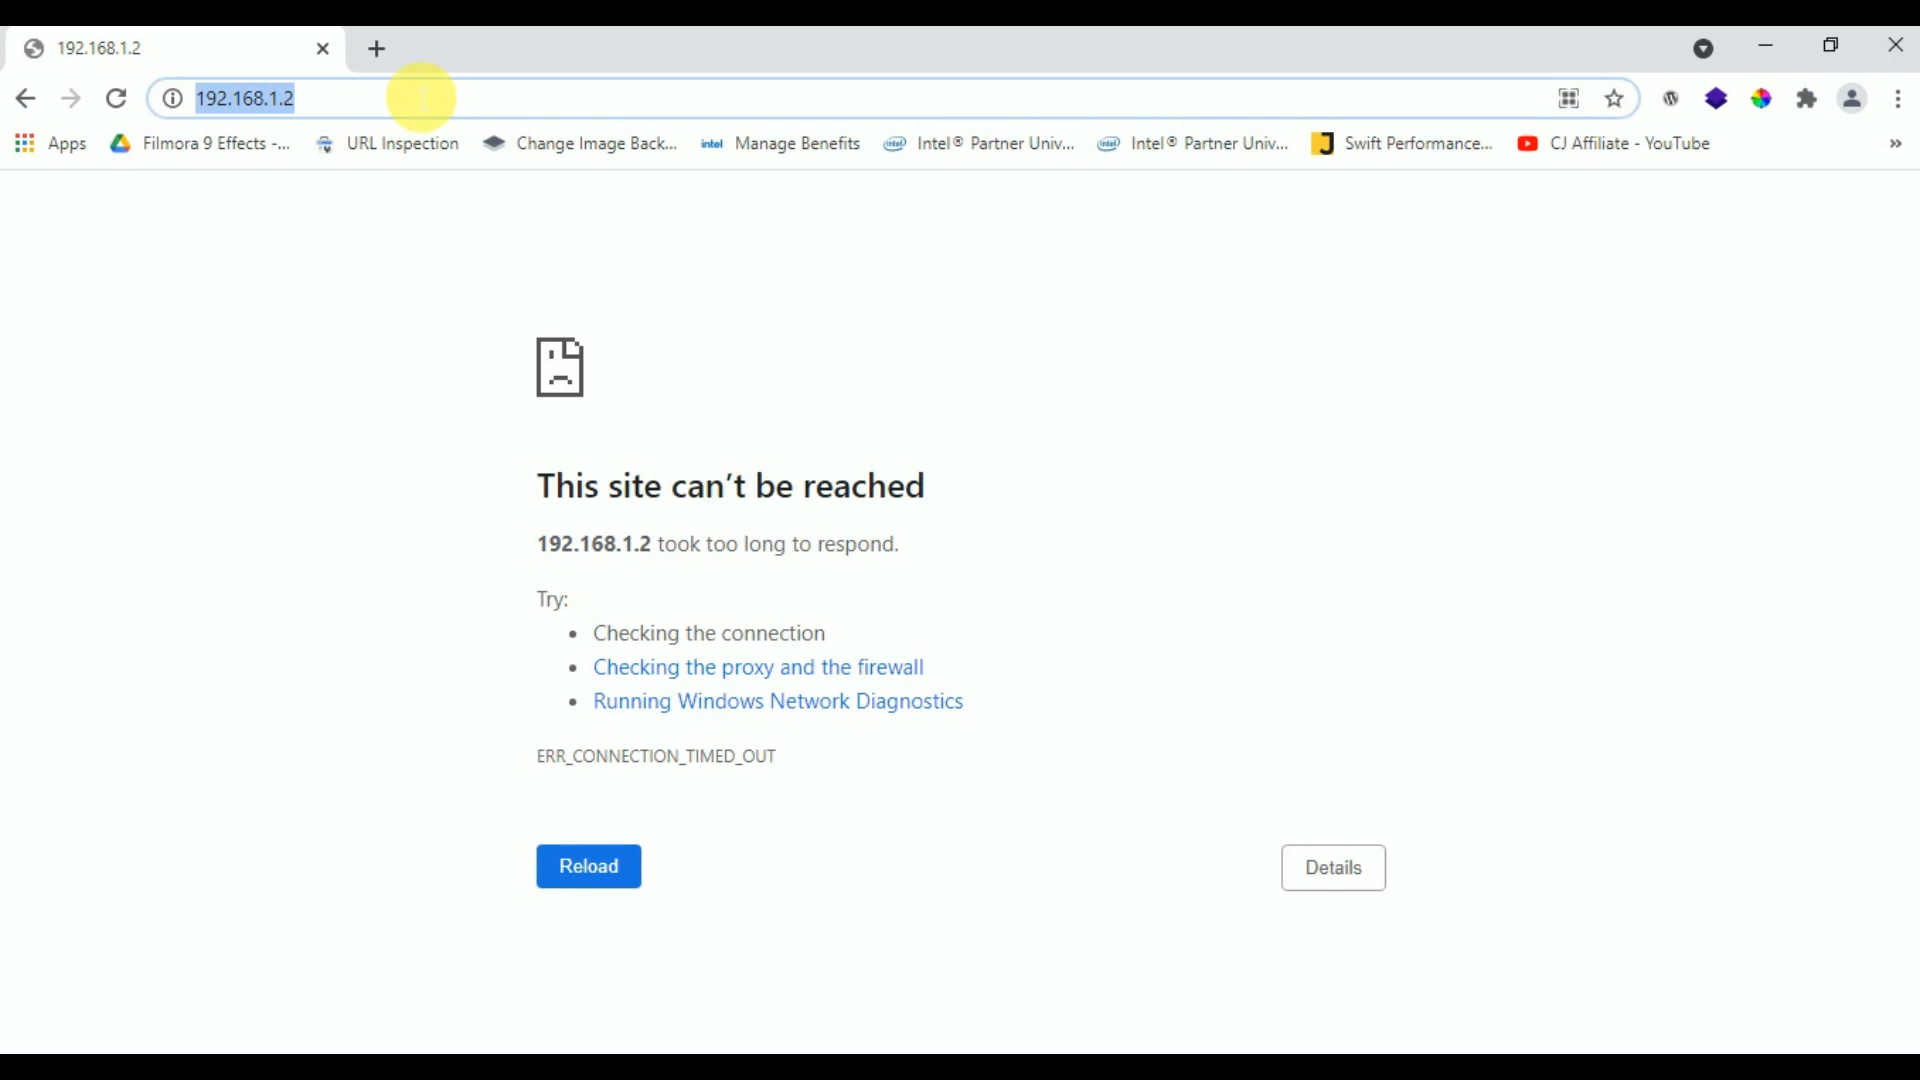 192.168.1.2
192.168.1.2
Apps Filmora 9 Effects -... URL Inspection Change Image Back... intel Manage Benefits intel Intel® Partner Univ... intel Intel® Partner Univ... Swift Performance... CJ Affiliate - YouTube »
This site can't be reached
192.168.1.2 took too long to respond.
Try:
• Checking the connection
• Checking the proxy and the firewall
• Running Windows Network Diagnostics
ERR_CONNECTION_TIMED_OUT
Reload Details